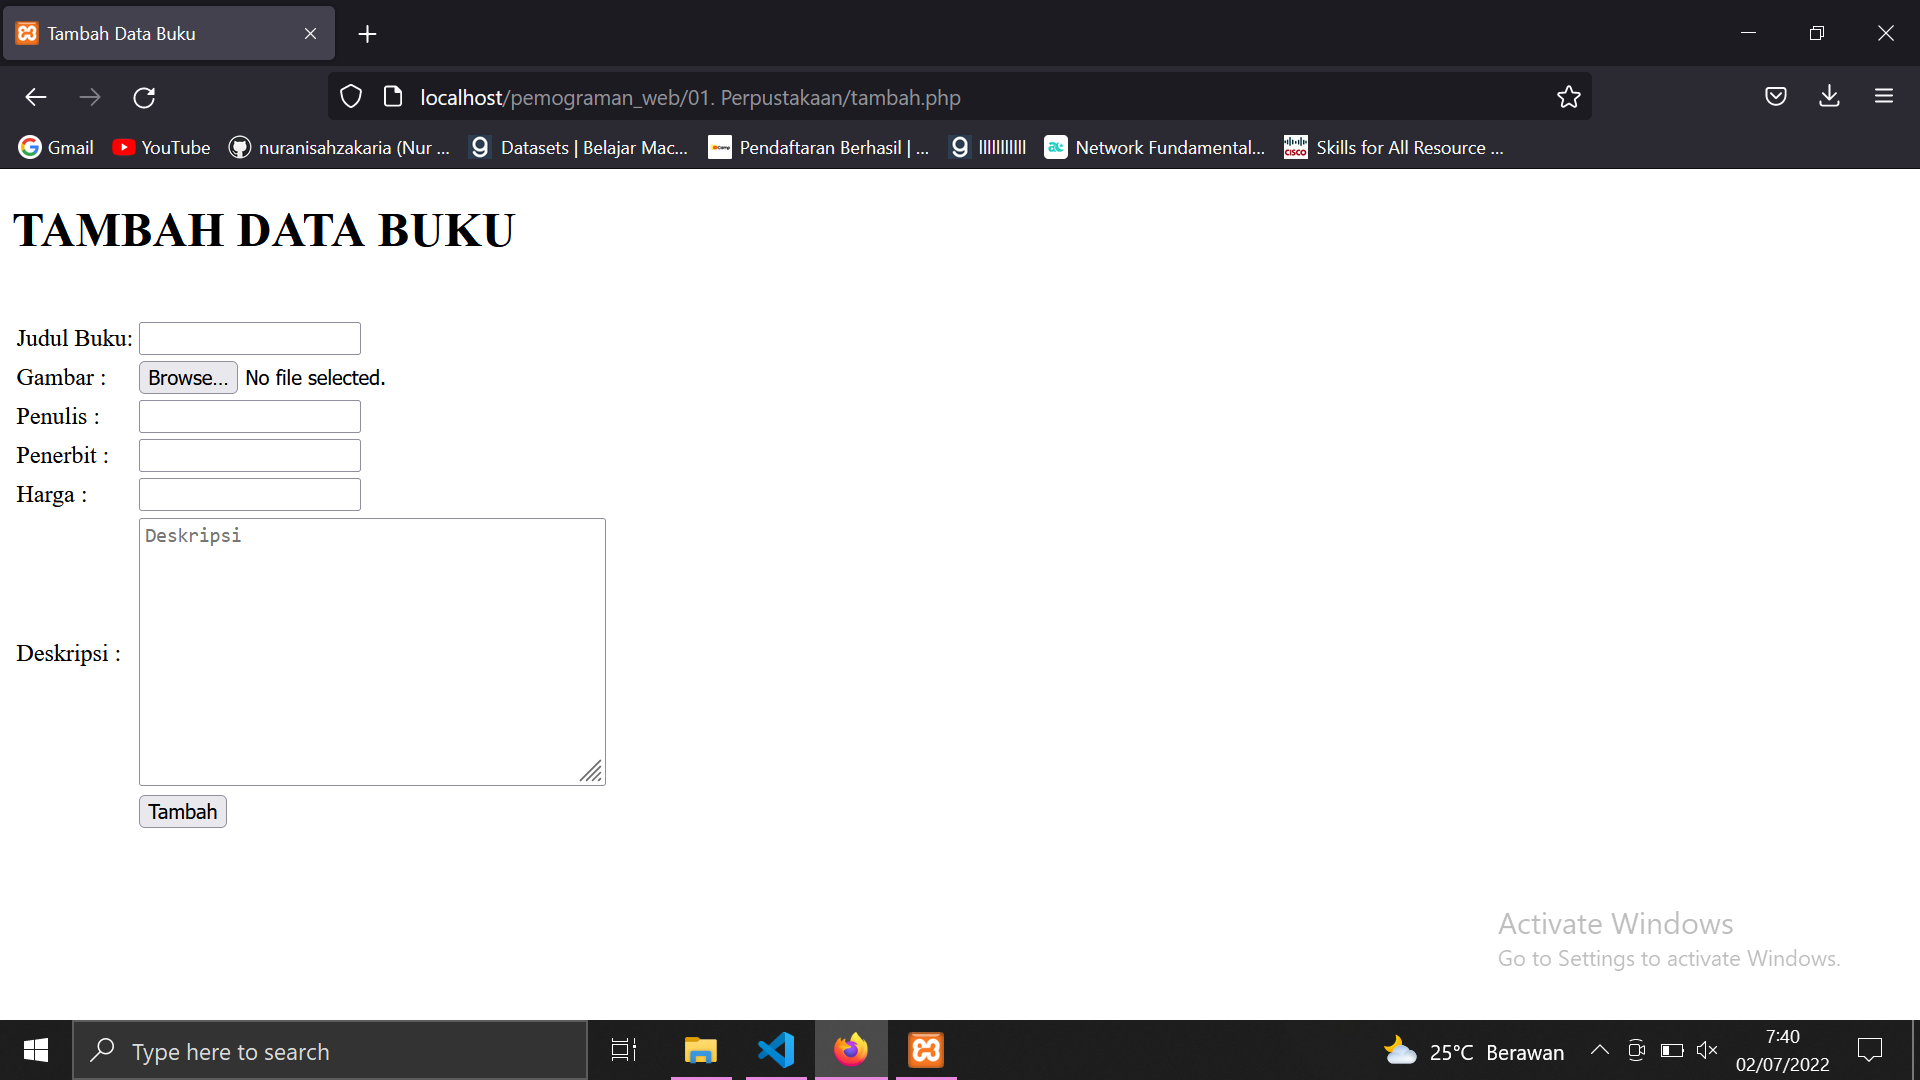 Tambah Data Buku
localhost/pemograman_web/01. Perpustakaan/tambah.php
Gmail
YouTube
nuranisahzakaria (Nur ...
Datasets | Belajar Mac...
Pendaftaran Berhasil | ...
llllllllll
Network Fundamental...
Skills for All Resource ...
TAMBAH DATA BUKU
Judul Buku:
Gambar : Browse... No file selected.
Penulis :
Penerbit :
Harga :
Deskripsi
Deskripsi :
Tambah
Activate Windows
Go to Settings to activate Windows.
Type here to search
25°C Berawan
7:40
02/07/2022